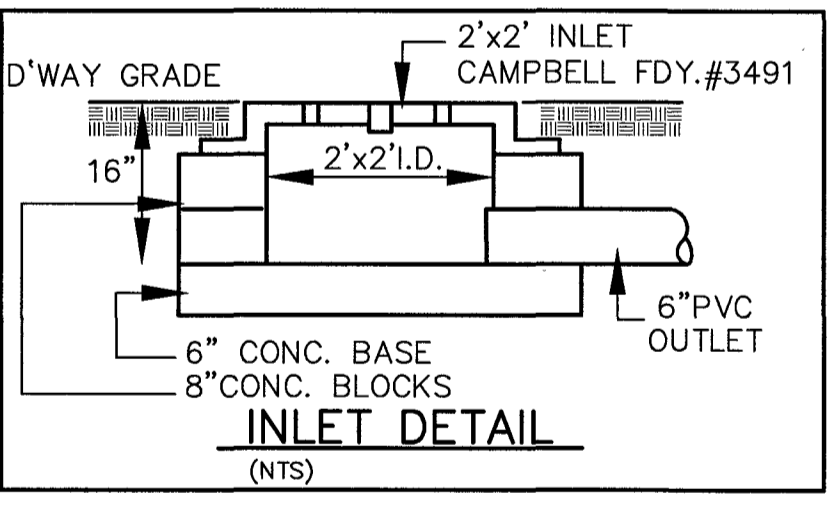 2'x2' INLET
D'WAY GRADE
CAMPBELL FDY.#3491
16"
2'x2'I.D.
6"PVC
OUTLET
6" CONC. BASE
8"CONC. BLOCKS
INLET DETAIL
(NTS)